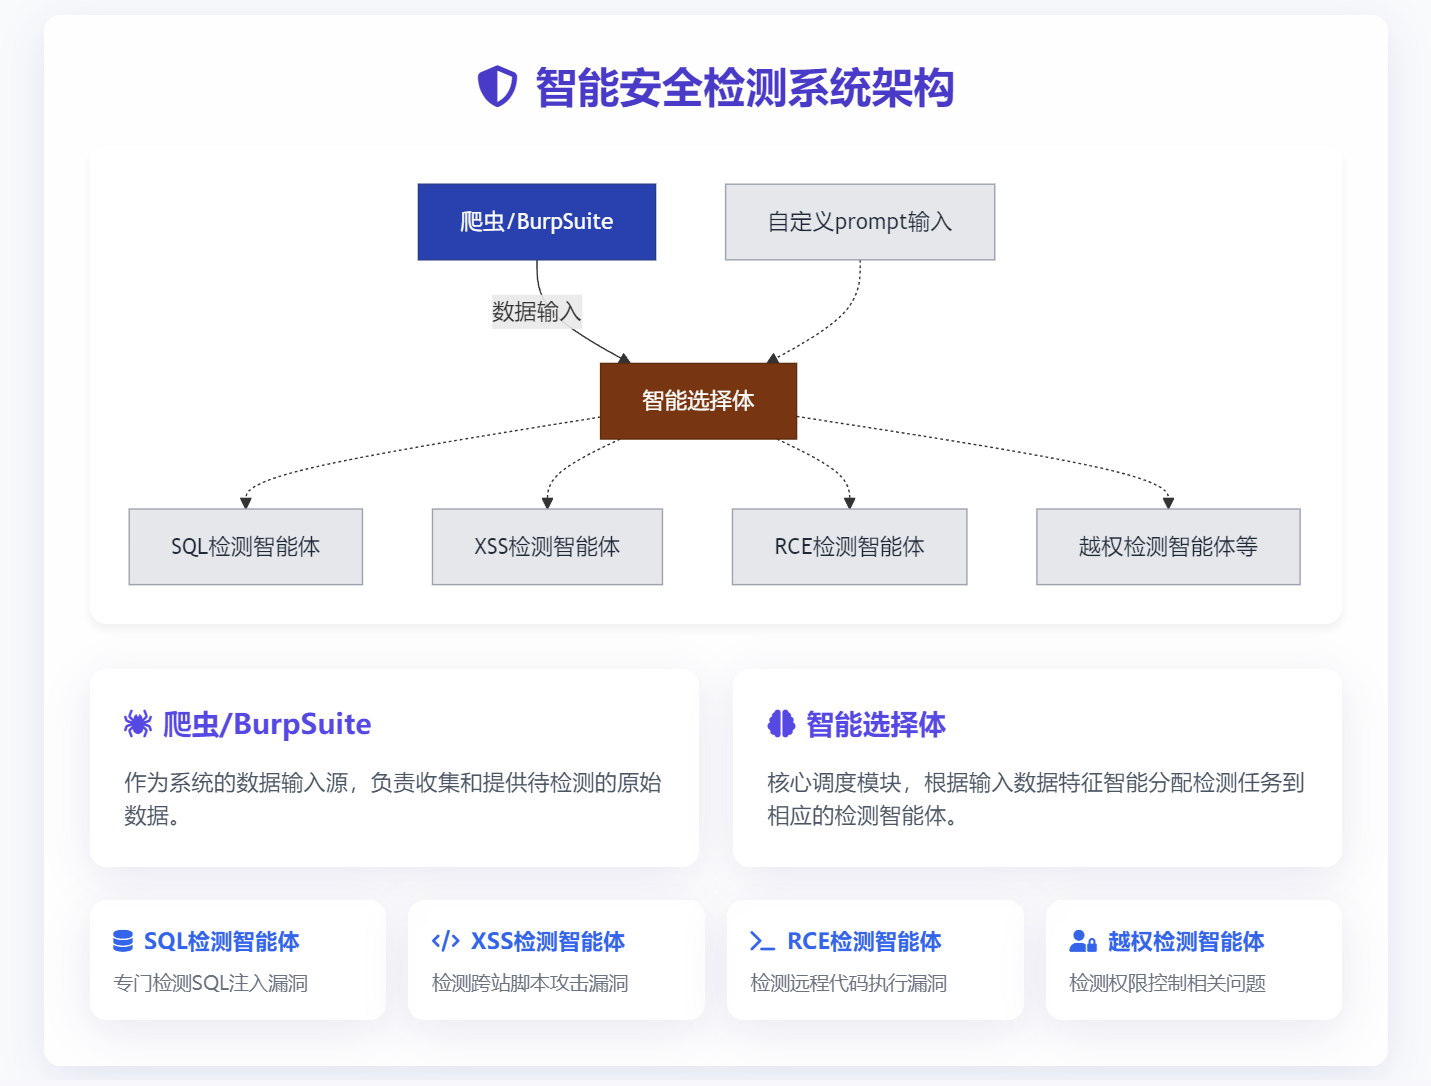 智能安全检测系统架构
爬虫/BurpSuite
自定义prompt输入
数据输入
智能选择体
SQL检测智能体
XSS检测智能体
RCE检测智能体
越权检测智能体等
爬虫/BurpSuite
作为系统的数据输入源，负责收集和提供待检测的原始
数据。
智能选择体
核心调度模块，根据输入数据特征智能分配检测任务到
相应的检测智能体。
SQL检测智能体
专门检测SQL注入漏洞
XSS检测智能体
检测跨站脚本攻击漏洞
RCE检测智能体
检测远程代码执行漏洞
越权检测智能体
检测权限控制相关问题